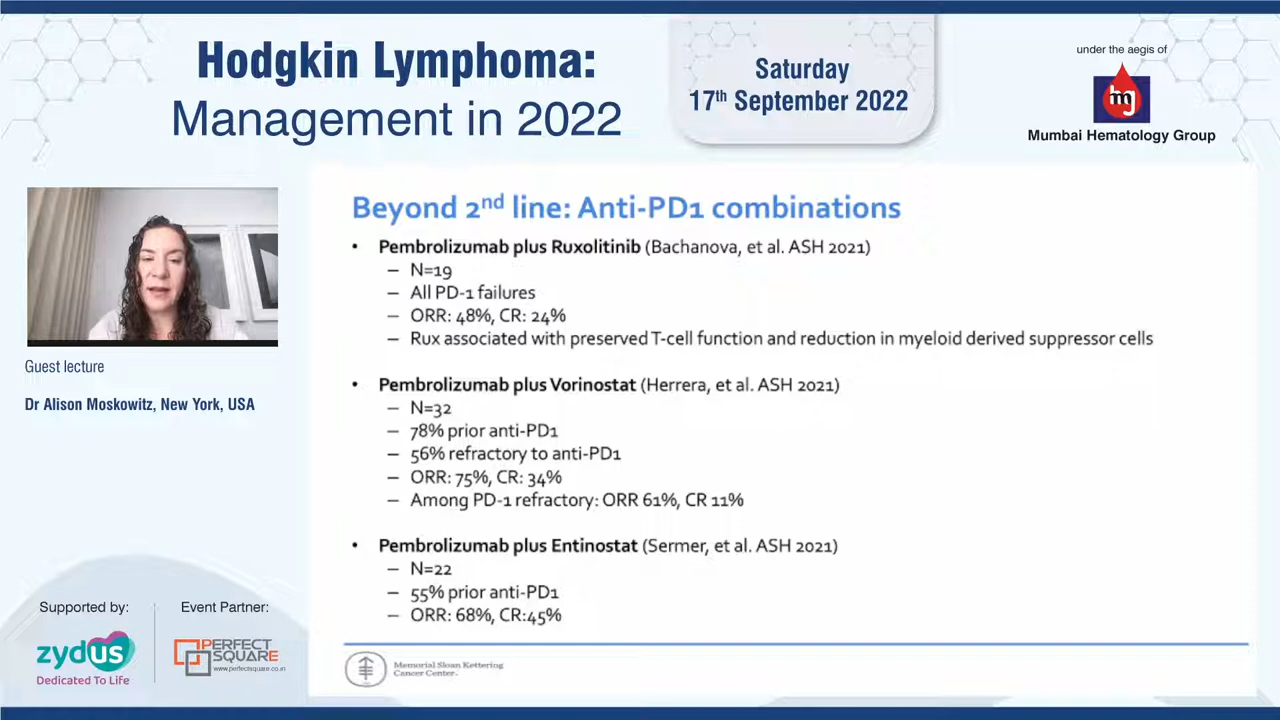 Hodgkin Lymphoma:
Management in 2022
Saturday
17th September 2022
under the aegis of
mg
Mumbai Hematology Group
Guest lecture
Dr Alison Moskowitz, New York, USA
Beyond 2nd line: Anti-PD1 combinations
• Pembrolizumab plus Ruxolitinib (Bachanova, et al. ASH 2021)
– N=19
– All PD-1 failures
– ORR: 48%, CR: 24%
– Rux associated with preserved T-cell function and reduction in myeloid derived suppressor cells
• Pembrolizumab plus Vorinostat (Herrera, et al. ASH 2021)
– N=32
– 78% prior anti-PD1
– 56% refractory to anti-PD1
– ORR: 75%, CR: 34%
– Among PD-1 refractory: ORR 61%, CR 11%
• Pembrolizumab plus Entinostat (Sermer, et al. ASH 2021)
– N=22
– 55% prior anti-PD1
– ORR: 68%, CR:45%
Memorial Sloan Kettering
Cancer Center
Supported by:
zydus
Dedicated To Life
Event Partner:
PERFECT
SQUARE
www.perfectsquare.co.in